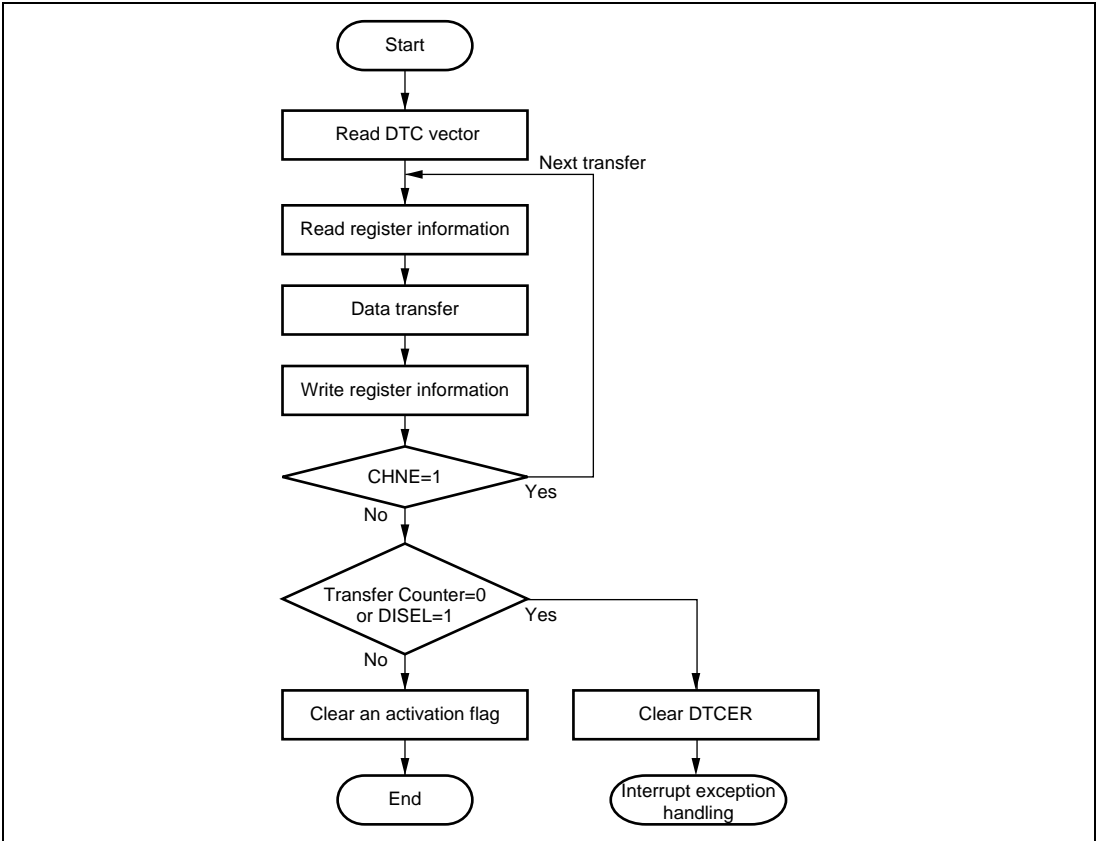 Start
Read DTC vector
Next transfer
Read register information
Data transfer
Write register information
CHNE=1
Yes
No
Transfer Counter=0
or DISEL=1
Yes
No
Clear an activation flag
Clear DTCER
End
Interrupt exception
handling